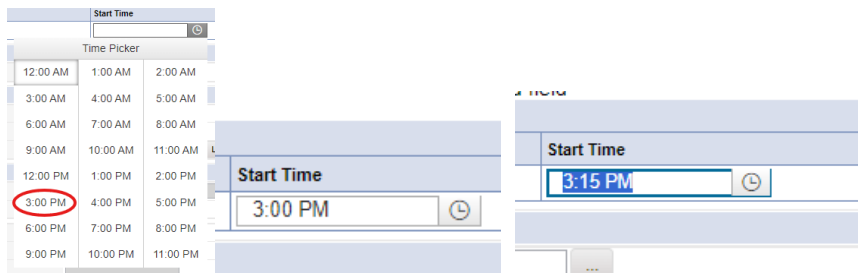 Start Time
Time Picker
12:00 AM 1:00 AM 2:00 AM
3:00 AM 4:00 AM 5:00 AM
6:00 AM 7:00 AM 8:00 AM
9:00 AM 10:00 AM 11:00 AM
12:00 PM 1:00 PM 2:00 PM
3:00 PM 4:00 PM 5:00 PM
6:00 PM 7:00 PM 8:00 PM
9:00 PM 10:00 PM 11:00 PM
Start Time
3:00 PM
Start Time
3:15 PM
...